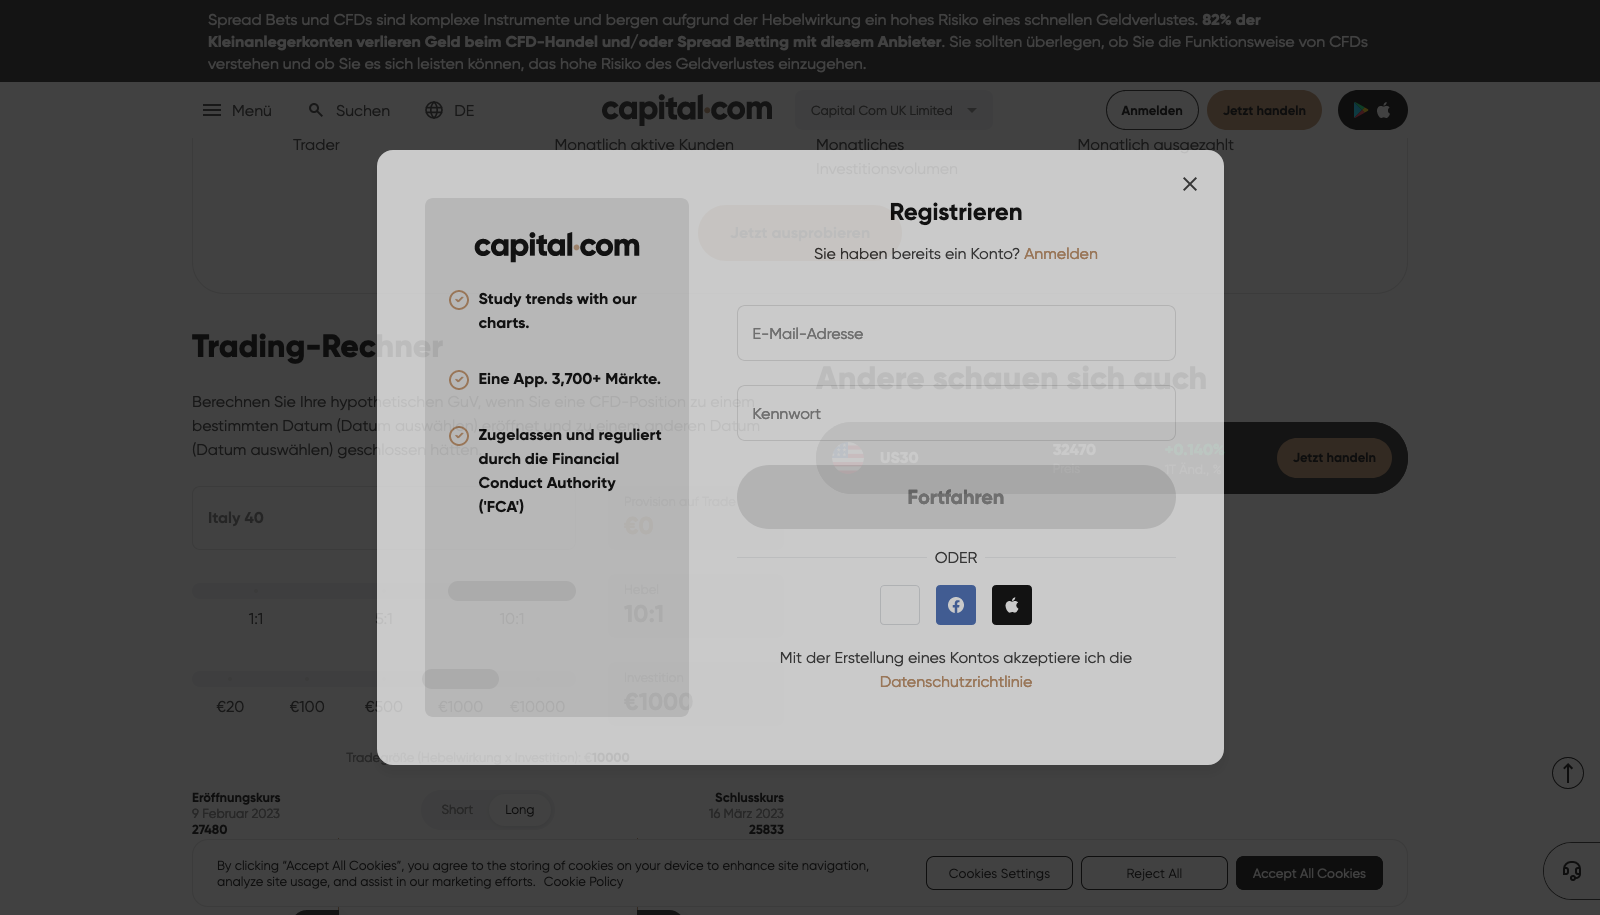 Spread Bets und CFDs sind komplexe Instrumente und bergen aufgrund der Hebelwirkung ein hohes Risiko eines schnellen Geldverlustes. 82% der
Kleinanlegerkonten verlieren Geld beim CFD-Handel und/oder Spread Betting mit diesem Anbieter. Sie sollten überlegen, ob Sie die Funktionsweise von CFDs
verstehen und ob Sie es sich leisten können, das hohe Risiko des Geldverlustes einzugehen.
Menü
Suchen
DE
capital.com
Capital Com UK Limited
Anmelden
Jetzt handeln
Trader
Monatlich aktive Kunden
Monatliches
Investitionsvolumen
Monatlich ausgezahlt
Jetzt ausprobieren
capital.com
Study trends with our
charts.
Eine App. 3,700+ Märkte.
Zugelassen und reguliert
durch die Financial
Conduct Authority
('FCA')
Registrieren
Sie haben bereits ein Konto? Anmelden
E-Mail-Adresse
Kennwort
Fortfahren
ODER
Mit der Erstellung eines Kontos akzeptiere ich die
Datenschutzrichtlinie
Trading-Rechner
Berechnen Sie Ihre hypothetischen GuV, wenn Sie eine CFD-Position zu einem
bestimmten Datum (Datum auswählen) eröffnet und zu einem anderen Datum
(Datum auswählen) geschlossen hätten.
Italy 40
Provision auf Trade
€0
1:1
5:1
10:1
Hebel
10:1
€20
€100
€500
€1000
€10000
Investition
€1000
Tradegröße (Hebelwirkung x Investition): €10000
Eröffnungskurs
9 Februar 2023
27480
Short
Long
Schlusskurs
16 März 2023
25833
Andere schauen sich auch
US30
32470
Preis
+0.140%
Jetzt handeln
By clicking “Accept All Cookies”, you agree to the storing of cookies on your device to enhance site navigation,
analyze site usage, and assist in our marketing efforts. Cookie Policy
Cookies Settings
Reject All
Accept All Cookies